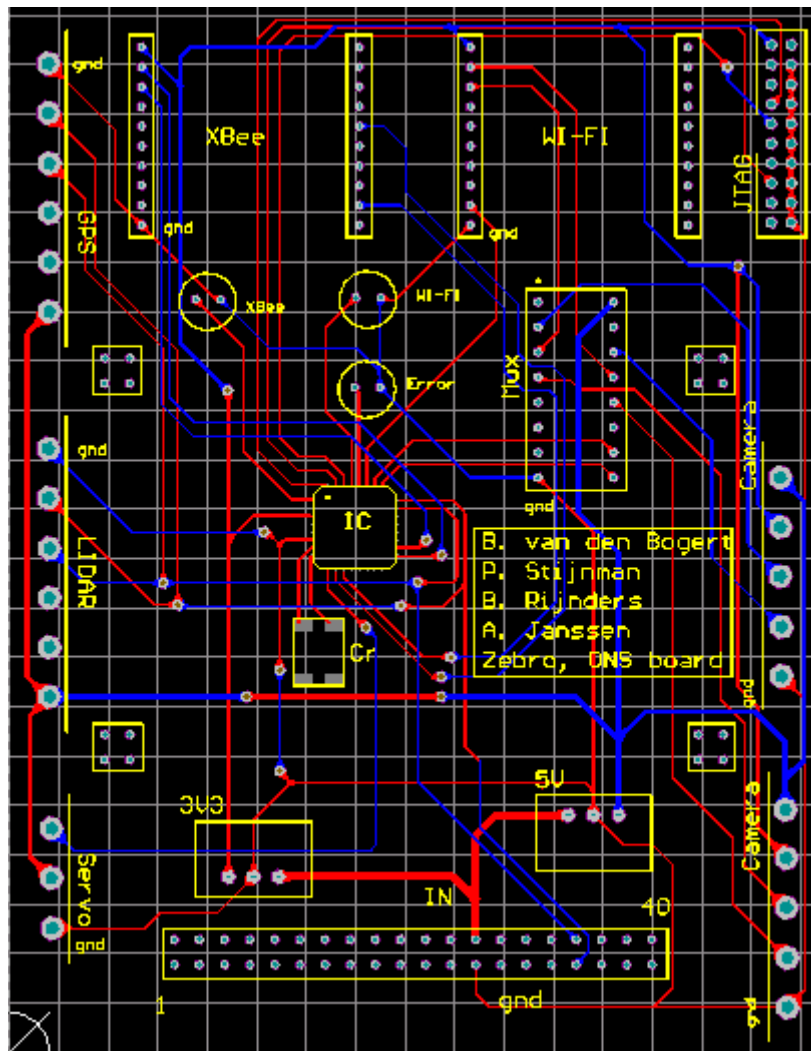 gnd
XBee
WI-FI
JTAG
gnd
gnd
GPS
XBee
WI-FI
Error
Mux
Camera
gnd
gnd
IC
LIDAR
B. van den Bogert
P. Stijnman
B. Rijnders
A. Janssen
Zebro, DNS board
Cr
gnd
5V
3V3
Camera
Servo
IN
40
gnd
1
gnd
gnd